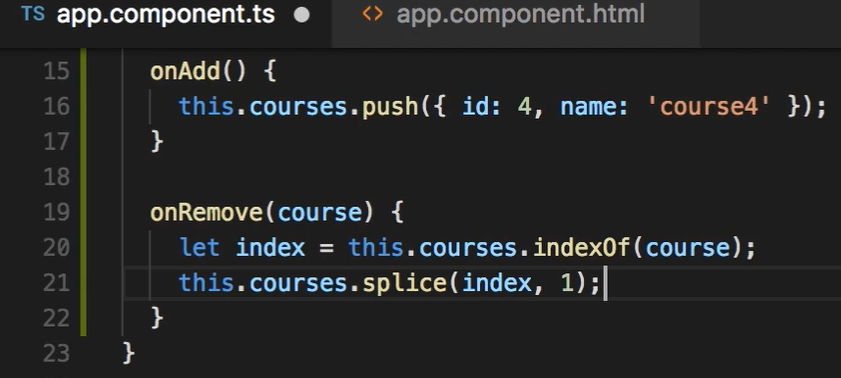 TS app.component.ts ● <> app.component.html
15 onAdd() {
16 this.courses.push({ id: 4, name: 'course4' });
17 }
18
19 onRemove(course) {
20 let index = this.courses.indexOf(course);
21 this.courses.splice(index, 1);
22 }
23 }